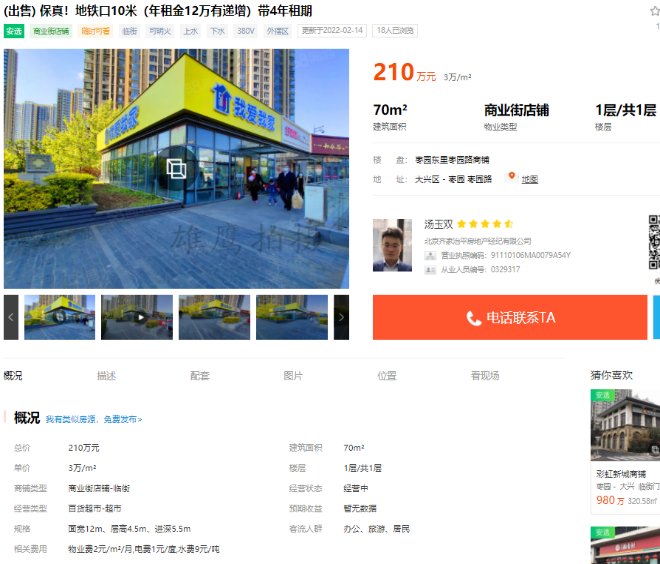 (出售) 保真！地铁口10米（年租金12万有递增）带4年租期
安选 商业街店铺 临时可看 临街 可明火 上水 下水 380V 外摆区 更新于2022-02-14 18人已浏览
我爱我家
210万元 3万/m²
70m² 商业街店铺 1层/共1层
建筑面积 物业类型 楼层
楼 盘： 枣园东里枣园路商铺
地 址： 大兴区 - 枣园 枣园路 地图
汤玉双
北京齐家治平房地产经纪有限公司
营业执照编码：91110106MA0079A54Y
从业人员编号：0329317
电话联系TA
概况 描述 配套 图片 位置 看现场
猜你喜欢
概况 我有类似房源，免费发布>
总价 210万元 建筑面积 70m²
单价 3万/m² 楼层 1层/共1层
商铺类型 商业街店铺-临街 经营状态 经营中
经营类型 百货超市-超市 预期收益 暂无数据
规格 面宽12m、层高4.5m、进深5.5m 客流人群 办公、旅游、居民
相关费用 物业费2元/m²/月,电费1元/度,水费9元/吨
安选
彩虹新城商铺
枣园 - 大兴 临街门
980万 320.58㎡
安选